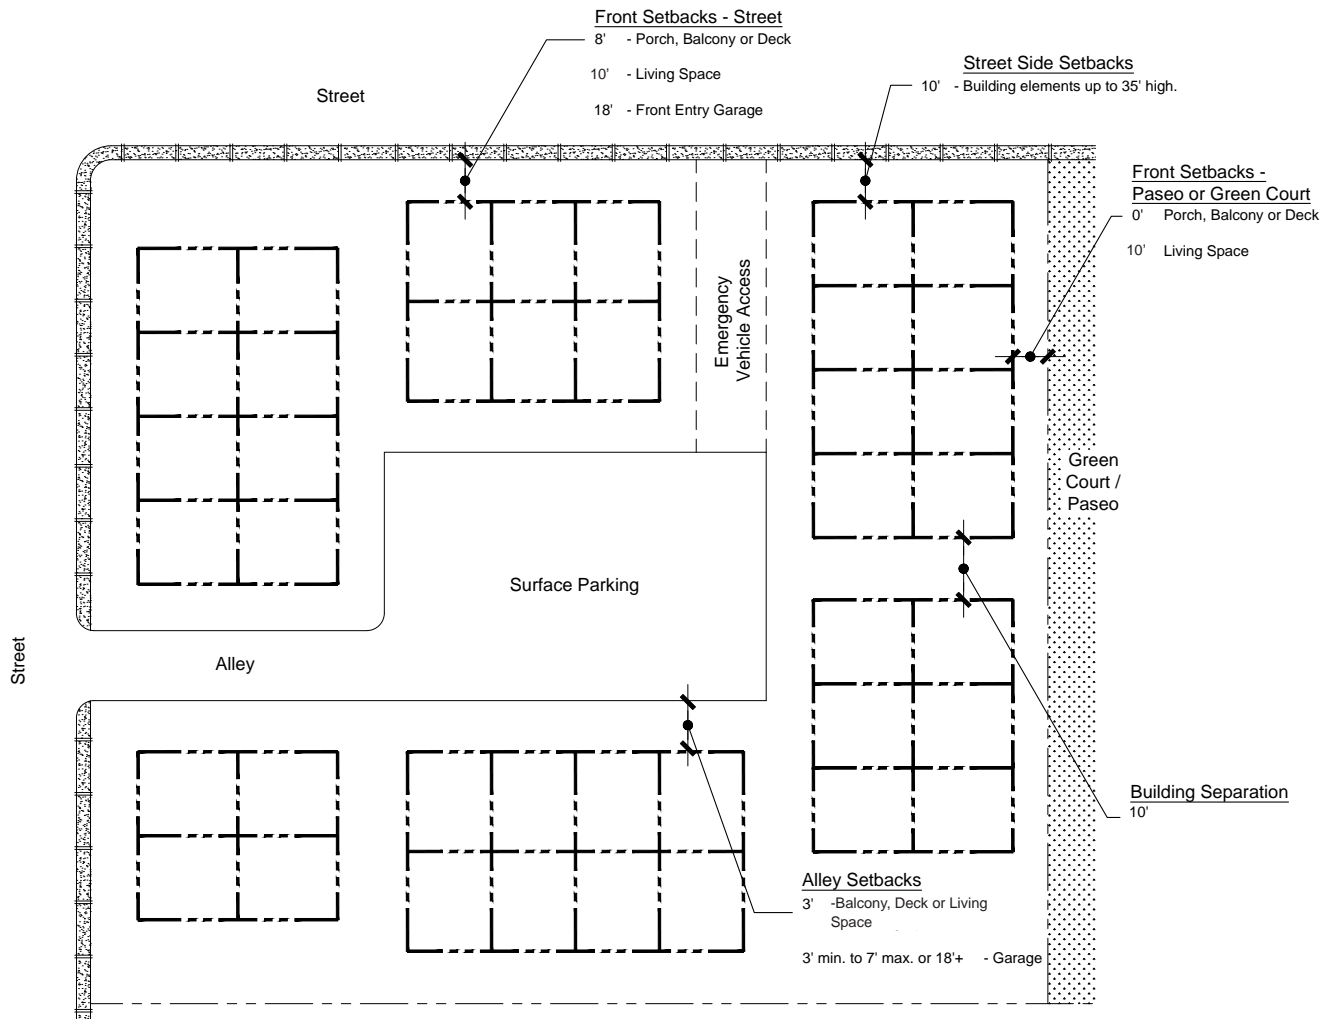 Front Setbacks - Street
8' - Porch, Balcony or Deck
10' - Living Space
18' - Front Entry Garage
Street Side Setbacks
10' - Building elements up to 35' high.
Street
Front Setbacks -
Paseo or Green Court
0' Porch, Balcony or Deck
10' Living Space
Emergency
Vehicle Access
Green
Court /
Paseo
Surface Parking
Street
Alley
Building Separation
10'
Alley Setbacks
3' -Balcony, Deck or Living
Space
3' min. to 7' max. or 18'+ - Garage